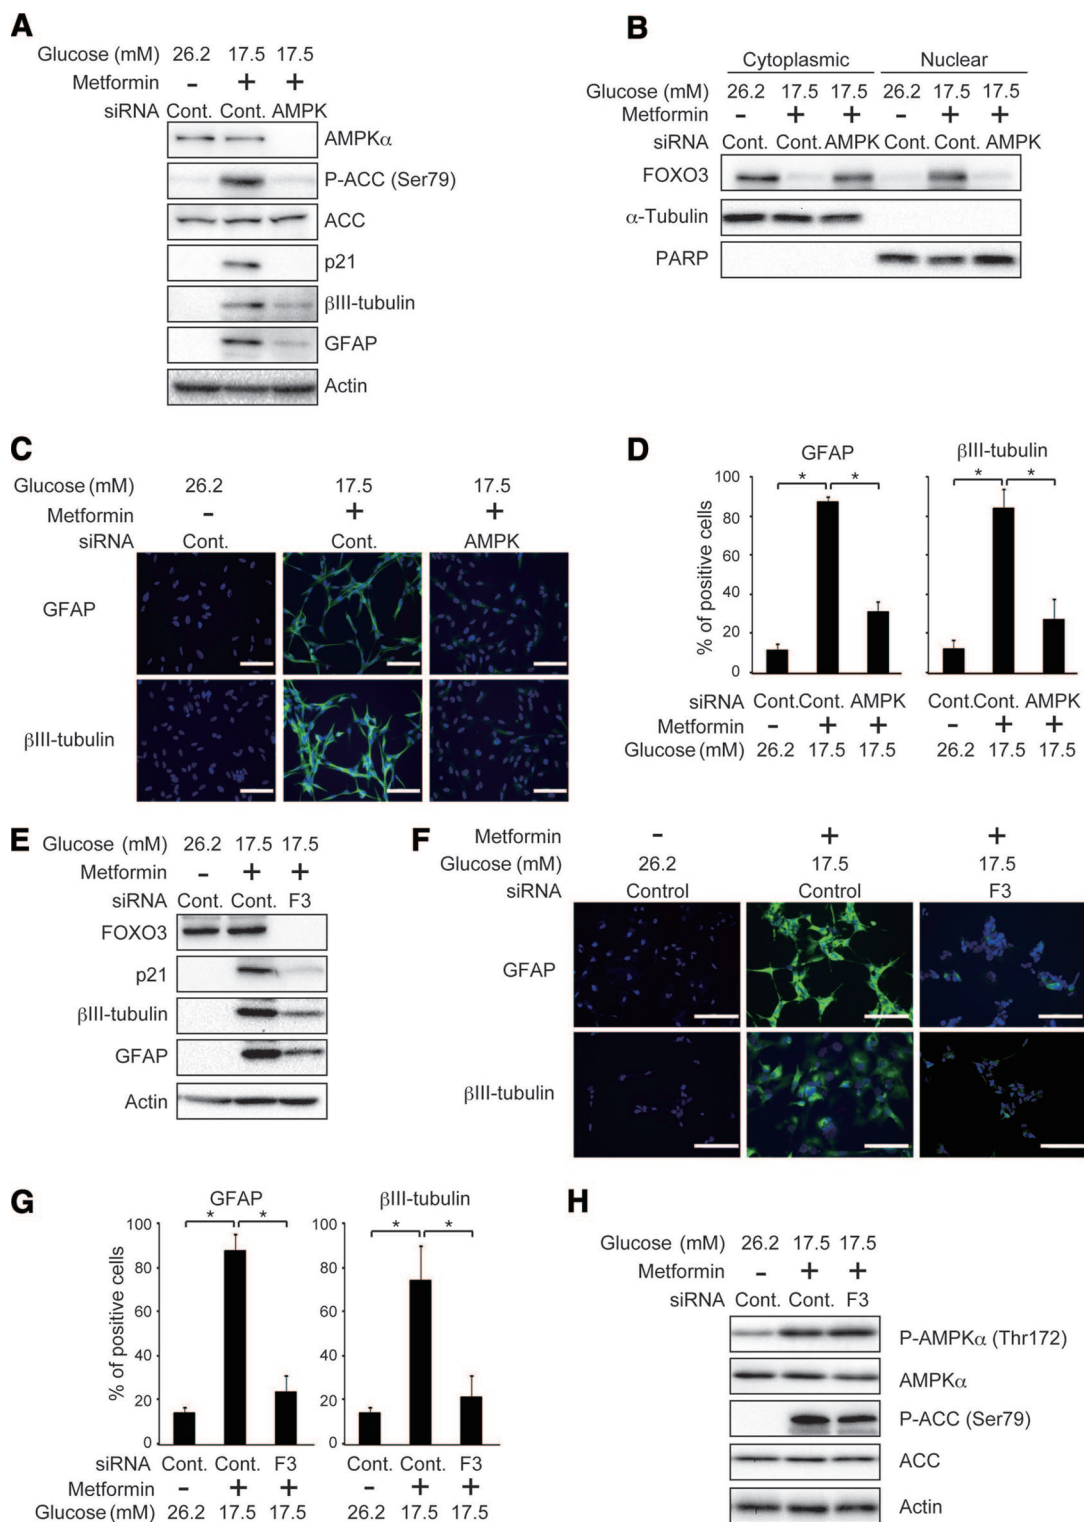 A
Glucose (mM) 26.2 17.5 17.5
Metformin - + +
siRNA Cont. Cont. AMPK
AMPKα
P-ACC (Ser79)
ACC
p21
βIII-tubulin
GFAP
Actin
B
Cytoplasmic Nuclear
Glucose (mM) 26.2 17.5 17.5 26.2 17.5 17.5
Metformin - + + - + +
siRNA Cont. Cont. AMPK Cont. Cont. AMPK
FOXO3
α-Tubulin
PARP
C
Glucose (mM) 26.2 17.5 17.5
Metformin - + +
siRNA Cont. Cont. AMPK
GFAP
βIII-tubulin
D
GFAP βIII-tubulin
* * * *
% of positive cells
100
80
60
40
20
0
siRNA Cont. Cont. AMPK Cont. Cont. AMPK
Metformin - + + - + +
Glucose (mM) 26.2 17.5 17.5 26.2 17.5 17.5
E
Glucose (mM) 26.2 17.5 17.5
Metformin - + +
siRNA Cont. Cont. F3
FOXO3
p21
βIII-tubulin
GFAP
Actin
F
Metformin - + +
Glucose (mM) 26.2 17.5 17.5
siRNA Control Control F3
GFAP
βIII-tubulin
G
GFAP βIII-tubulin
* * * *
% of positive cells
100 100
80 80
60 60
40 40
20 20
0 0
siRNA Cont. Cont. F3 Cont. Cont. F3
Metformin - + + - + +
Glucose (mM) 26.2 17.5 17.5 26.2 17.5 17.5
H
Glucose (mM) 26.2 17.5 17.5
Metformin - + +
siRNA Cont. Cont. F3
P-AMPKα (Thr172)
AMPKα
P-ACC (Ser79)
ACC
Actin